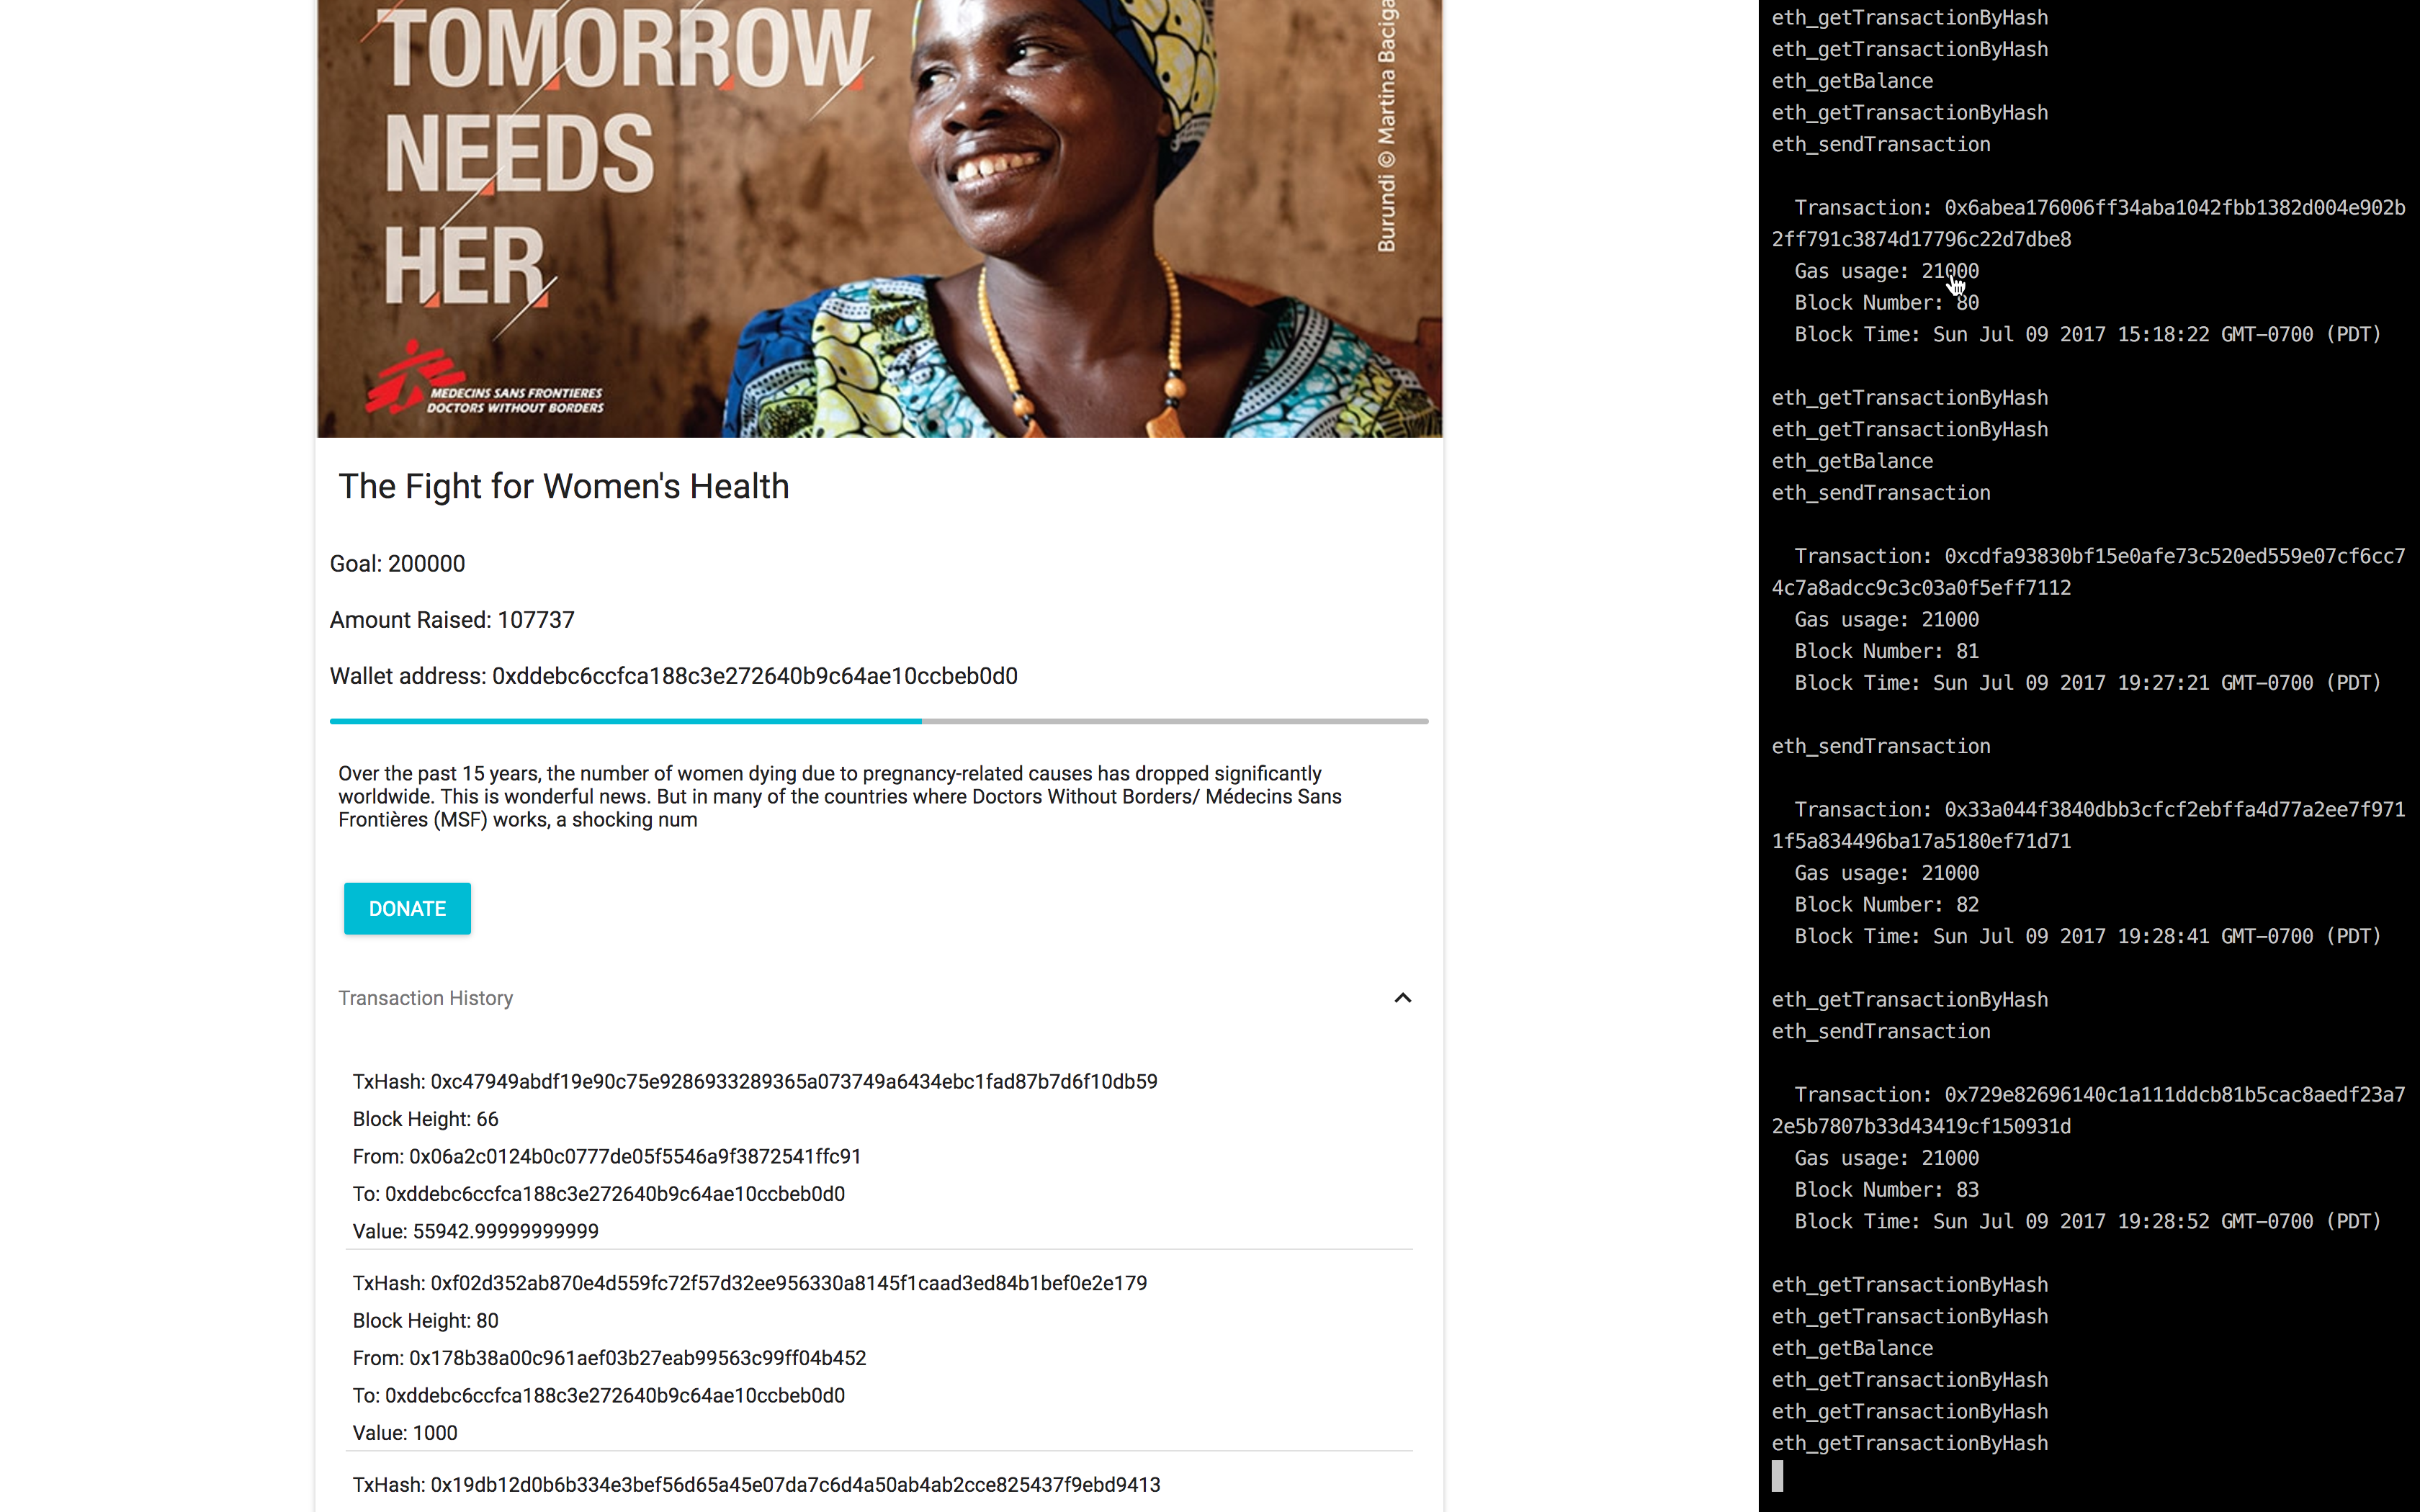 TOMORROW
NEEDS
HER
MEDECINS SANS FRONTIERES
DOCTORS WITHOUT BORDERS
Burundi © Martina Baciga
The Fight for Women's Health
Goal: 200000
Amount Raised: 107737
Wallet address: 0xddebc6ccfca188c3e272640b9c64ae10ccbeb0d0
Over the past 15 years, the number of women dying due to pregnancy-related causes has dropped significantly
worldwide. This is wonderful news. But in many of the countries where Doctors Without Borders/ Médecins Sans
Frontières (MSF) works, a shocking num
DONATE
Transaction History
TxHash: 0xc47949abdf19e90c75e9286933289365a073749a6434ebc1fad87b7d6f10db59
Block Height: 66
From: 0x06a2c0124b0c0777de05f5546a9f3872541ffc91
To: 0xddebc6ccfca188c3e272640b9c64ae10ccbeb0d0
Value: 55942.99999999999
TxHash: 0xf02d352ab870e4d559fc72f57d32ee956330a8145f1caad3ed84b1bef0e2e179
Block Height: 80
From: 0x178b38a00c961aef03b27eab99563c99ff04b452
To: 0xddebc6ccfca188c3e272640b9c64ae10ccbeb0d0
Value: 1000
TxHash: 0x19db12d0b6b334e3bef56d65a45e07da7c6d4a50ab4ab2cce825437f9ebd9413
eth_getTransactionByHash
eth_getTransactionByHash
eth_getBalance
eth_getTransactionByHash
eth_sendTransaction
Transaction: 0x6abea176006ff34aba1042fbb1382d004e902b
2ff791c3874d17796c22d7dbe8
Gas usage: 21000
Block Number: 80
Block Time: Sun Jul 09 2017 15:18:22 GMT-0700 (PDT)
eth_getTransactionByHash
eth_getTransactionByHash
eth_getBalance
eth_sendTransaction
Transaction: 0xcdfa93830bf15e0afe73c520ed559e07cf6cc7
4c7a8adcc9c3c03a0f5eff7112
Gas usage: 21000
Block Number: 81
Block Time: Sun Jul 09 2017 19:27:21 GMT-0700 (PDT)
eth_sendTransaction
Transaction: 0x33a044f3840dbb3cfcf2ebffa4d77a2ee7f971
1f5a834496ba17a5180ef71d71
Gas usage: 21000
Block Number: 82
Block Time: Sun Jul 09 2017 19:28:41 GMT-0700 (PDT)
eth_getTransactionByHash
eth_sendTransaction
Transaction: 0x729e82696140c1a111ddcb81b5cac8aedf23a7
2e5b7807b33d43419cf150931d
Gas usage: 21000
Block Number: 83
Block Time: Sun Jul 09 2017 19:28:52 GMT-0700 (PDT)
eth_getTransactionByHash
eth_getTransactionByHash
eth_getBalance
eth_getTransactionByHash
eth_getTransactionByHash
eth_getTransactionByHash